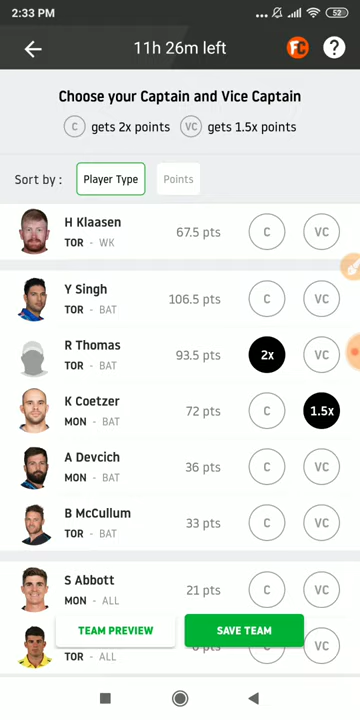 2:33 PM
52
11h 26m left
FC
?
Choose your Captain and Vice Captain
C gets 2x points VC gets 1.5x points
Sort by : Player Type Points
H Klaasen
TOR - WK
67.5 pts C VC
Y Singh
TOR - BAT
106.5 pts C VC
R Thomas
TOR - BAT
93.5 pts 2x VC
K Coetzer
MON - BAT
72 pts C 1.5x
A Devcich
MON - BAT
36 pts C VC
B McCullum
TOR - BAT
33 pts C VC
S Abbott
MON - ALL
21 pts C VC
TEAM PREVIEW SAVE TEAM
TOR - ALL
pts C VC